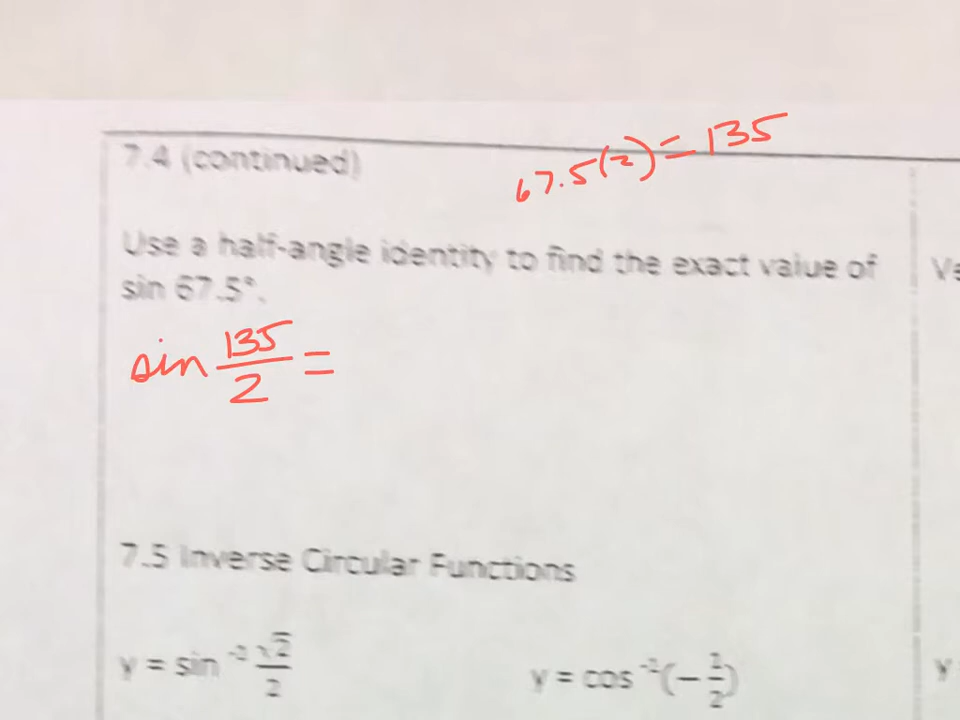 7.4 (continued)
67.5(2)=135
Use a half-angle identity to find the exact value of
sin 67.5°.
sin 135/2 =
7.5 Inverse Circular Functions
y = sin⁻¹ √2/2
y = cos⁻¹(−1/2)
y